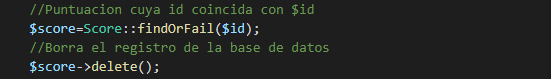 //Puntuacion cuya id coincida con $id
$score=Score::findOrFail($id);
//Borra el registro de la base de datos
$score->delete();